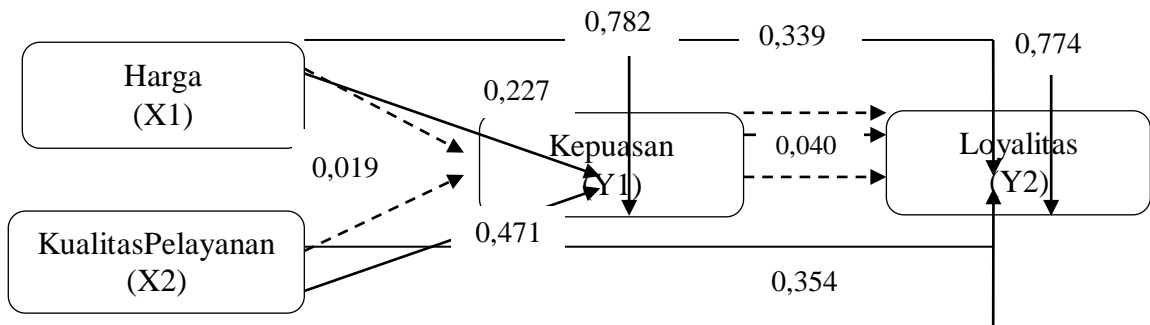 0,782
0,339
0,774
Harga
(X1)
0,227
Kepuasan
(Y1)
0,040
Loyalitas
(Y2)
0,019
KualitasPelayanan
(X2)
0,471
0,354